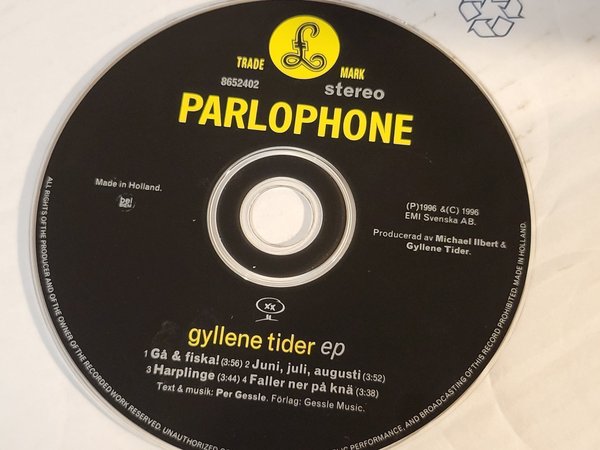 £
TRADE MARK
8652402 stereo
PARLOPHONE
Made in Holland.
(P)1996 &(C) 1996
EMI Svenska AB.
Producerad av Michael Ilbert &
Gyllene Tider.
gyllene tider ep
1 Gå & fiska! (3:56) 2 Juni, juli, augusti (3:52)
3 Harplinge (3:44) 4 Faller ner på knä (3:38)
Text & musik: Per Gessle. Förlag: Gessle Music.
ALL RIGHTS OF THE PRODUCER AND OF THE OWNER OF THE RECORDED WORK RESERVED. UNAUTHORIZED PUBLIC PERFORMANCE, AND BROADCASTING OF THIS RECORD PROHIBITED. MADE IN HOLLAND.